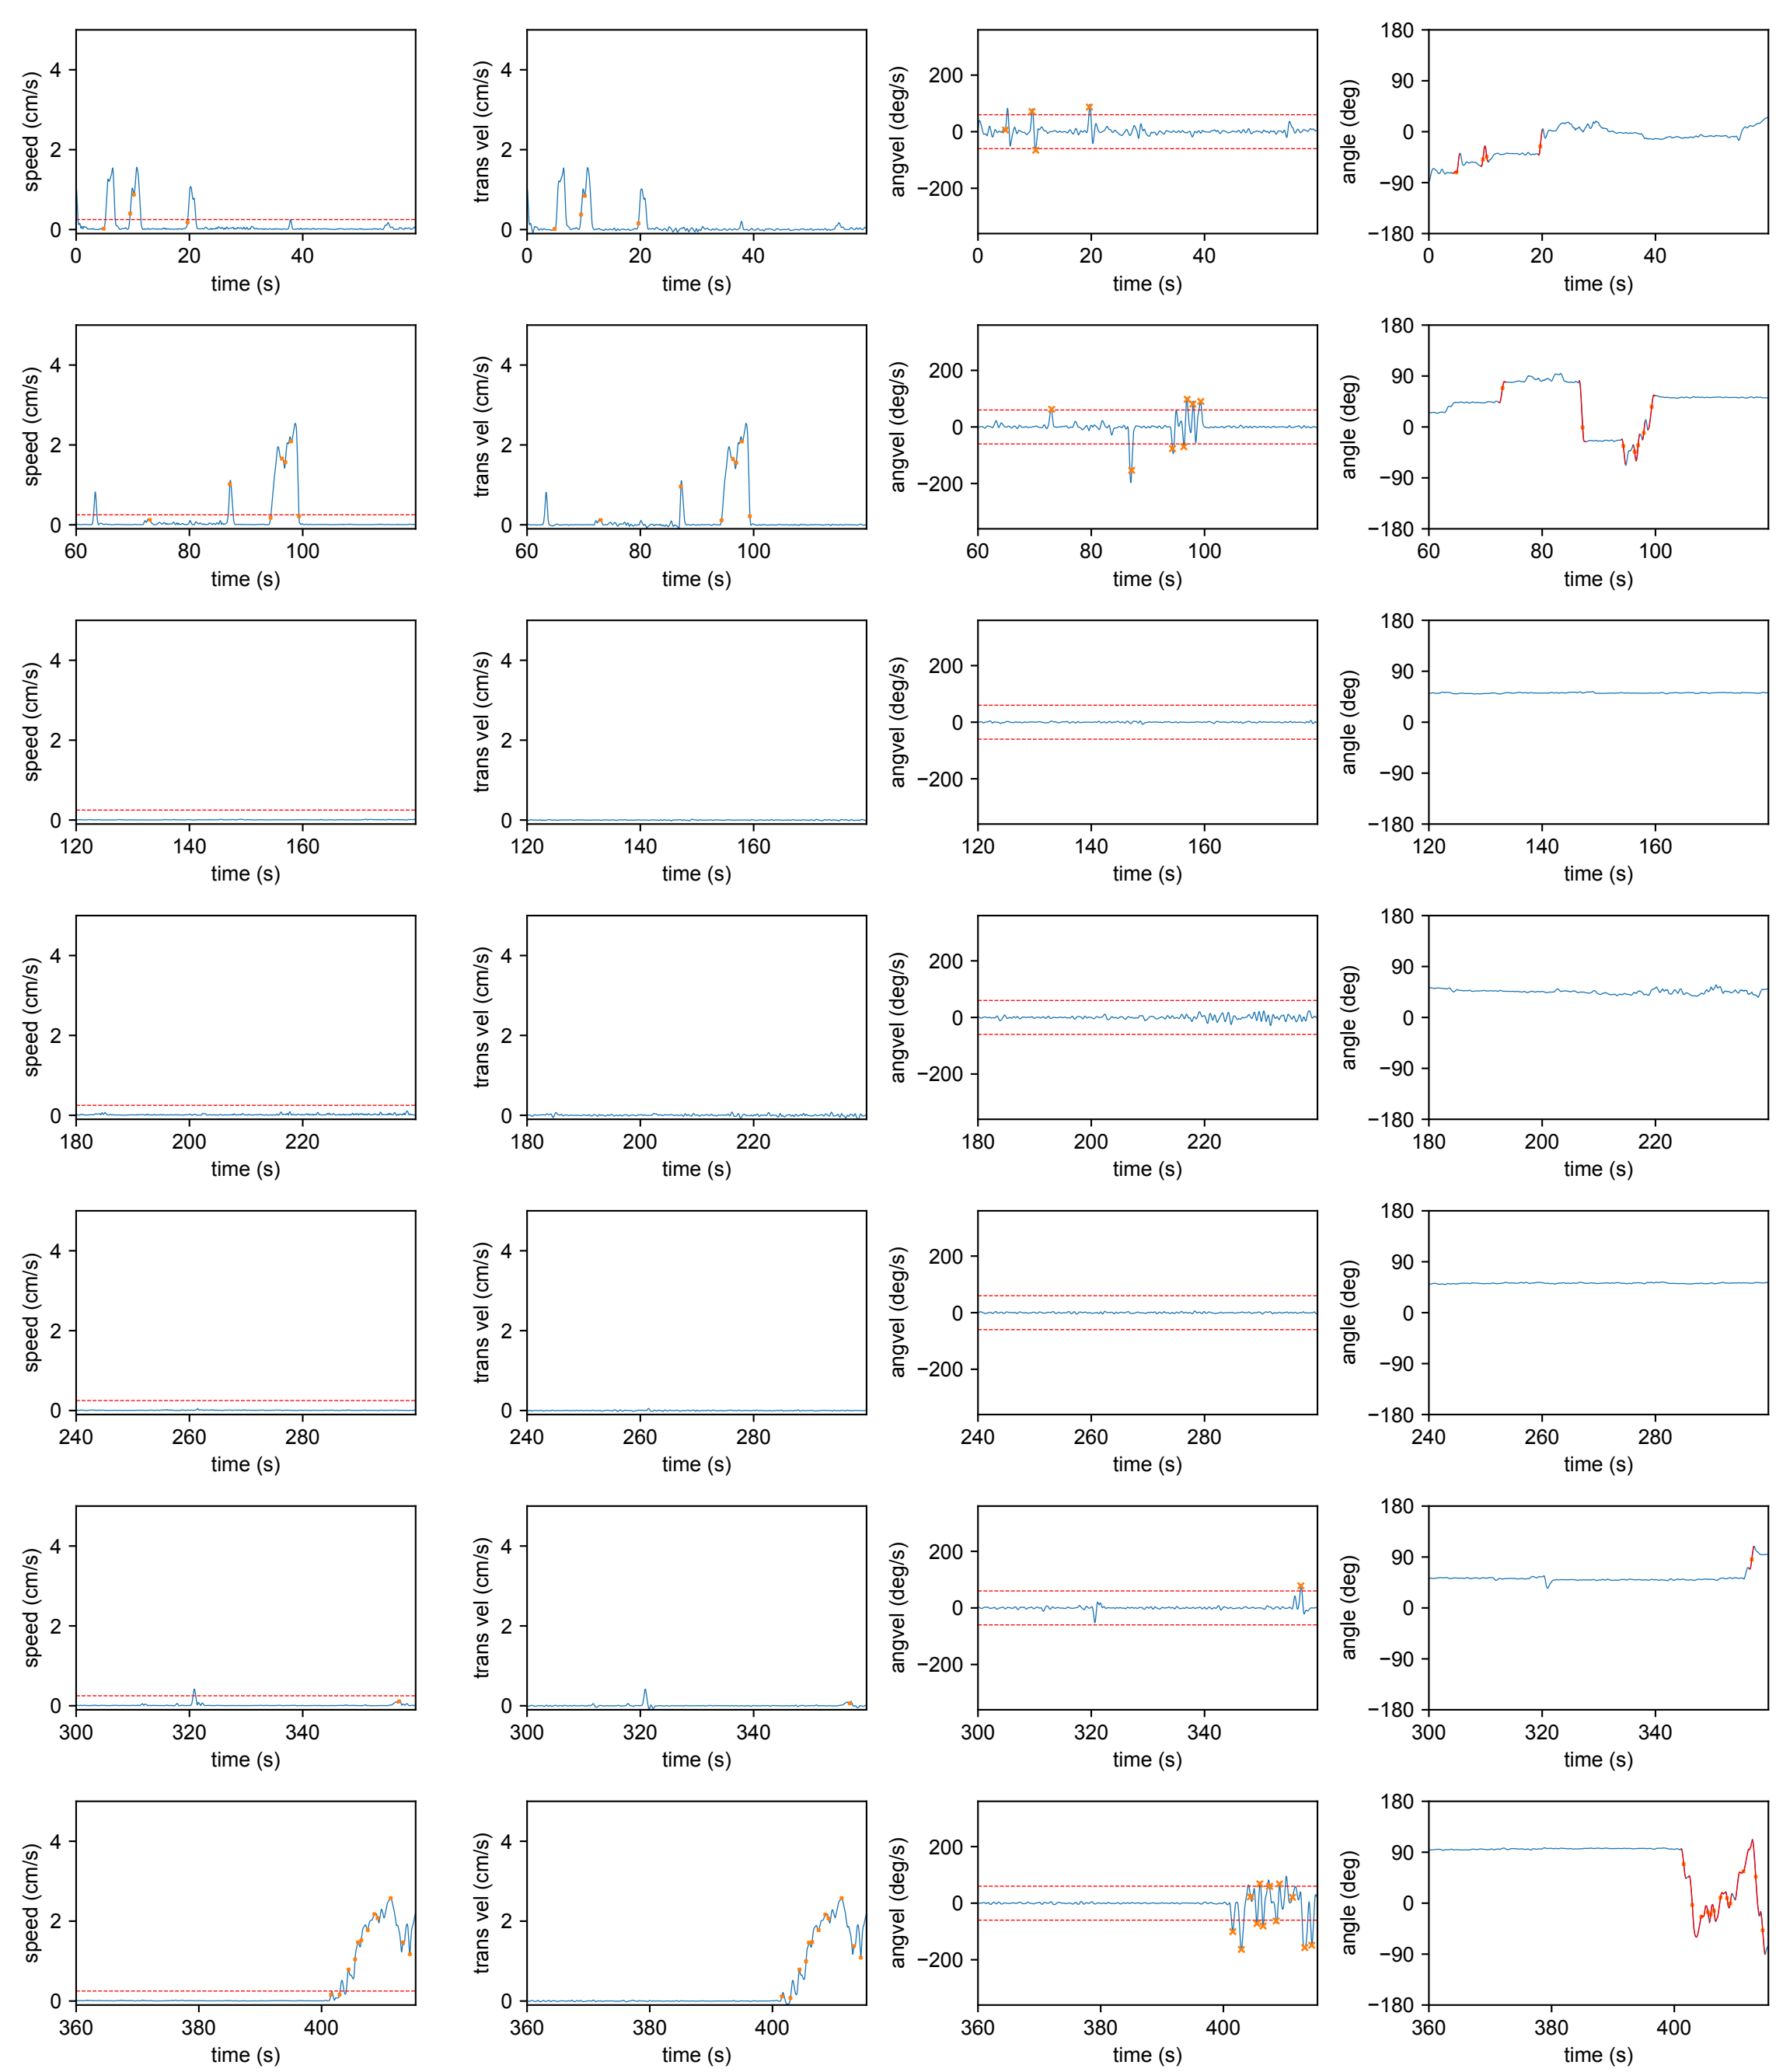 speed (cm/s)
4
2
0
0 20 40
time (s)
trans vel (cm/s)
4
2
0
0 20 40
time (s)
angvel (deg/s)
200
0
−200
0 20 40
time (s)
angle (deg)
180
90
0
−90
−180
0 20 40
time (s)
speed (cm/s)
4
2
0
60 80 100
time (s)
trans vel (cm/s)
4
2
0
60 80 100
time (s)
angvel (deg/s)
200
0
−200
60 80 100
time (s)
angle (deg)
180
90
0
−90
−180
60 80 100
time (s)
speed (cm/s)
4
2
0
120 140 160
time (s)
trans vel (cm/s)
4
2
0
120 140 160
time (s)
angvel (deg/s)
200
0
−200
120 140 160
time (s)
angle (deg)
180
90
0
−90
−180
120 140 160
time (s)
speed (cm/s)
4
2
0
180 200 220
time (s)
trans vel (cm/s)
4
2
0
180 200 220
time (s)
angvel (deg/s)
200
0
−200
180 200 220
time (s)
angle (deg)
180
90
0
−90
−180
180 200 220
time (s)
speed (cm/s)
4
2
0
240 260 280
time (s)
trans vel (cm/s)
4
2
0
240 260 280
time (s)
angvel (deg/s)
200
0
−200
240 260 280
time (s)
angle (deg)
180
90
0
−90
−180
240 260 280
time (s)
speed (cm/s)
4
2
0
300 320 340
time (s)
trans vel (cm/s)
4
2
0
300 320 340
time (s)
angvel (deg/s)
200
0
−200
300 320 340
time (s)
angle (deg)
180
90
0
−90
−180
300 320 340
time (s)
speed (cm/s)
4
2
0
360 380 400
time (s)
trans vel (cm/s)
4
2
0
360 380 400
time (s)
angvel (deg/s)
200
0
−200
360 380 400
time (s)
angle (deg)
180
90
0
−90
−180
360 380 400
time (s)